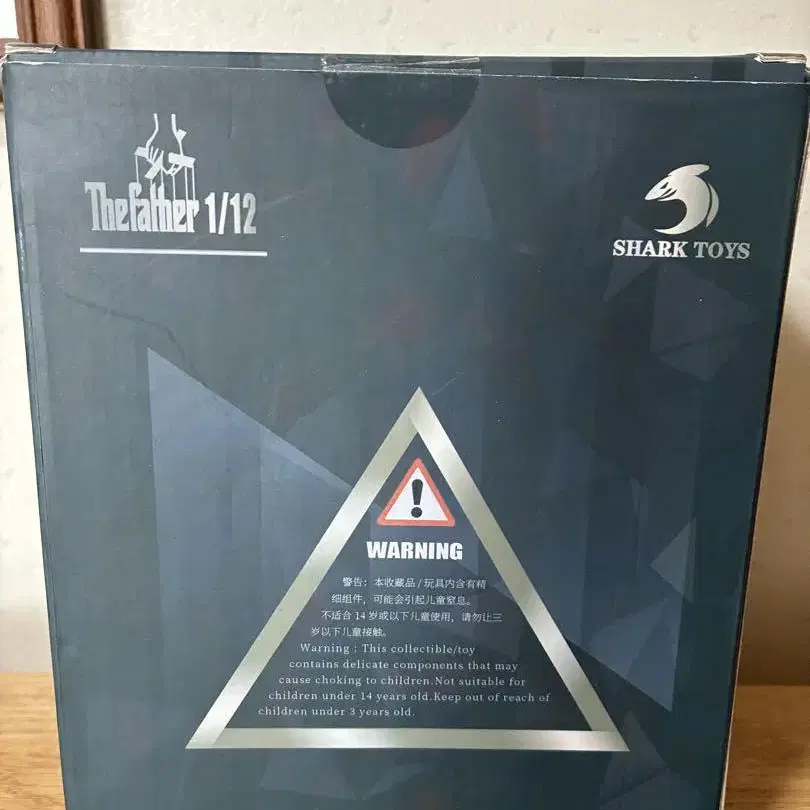 Thefather 1/12
SHARK TOYS
WARNING
警告：本收藏品/玩具内含有精
细组件，可能会引起儿童窒息。
不适合 14 岁或以下儿童使用，请勿让三
岁以下儿童接触。
Warning : This collectible/toy
contains delicate components that may
cause choking to children.Not suitable for
children under 14 years old.Keep out of reach of
children under 3 years old.